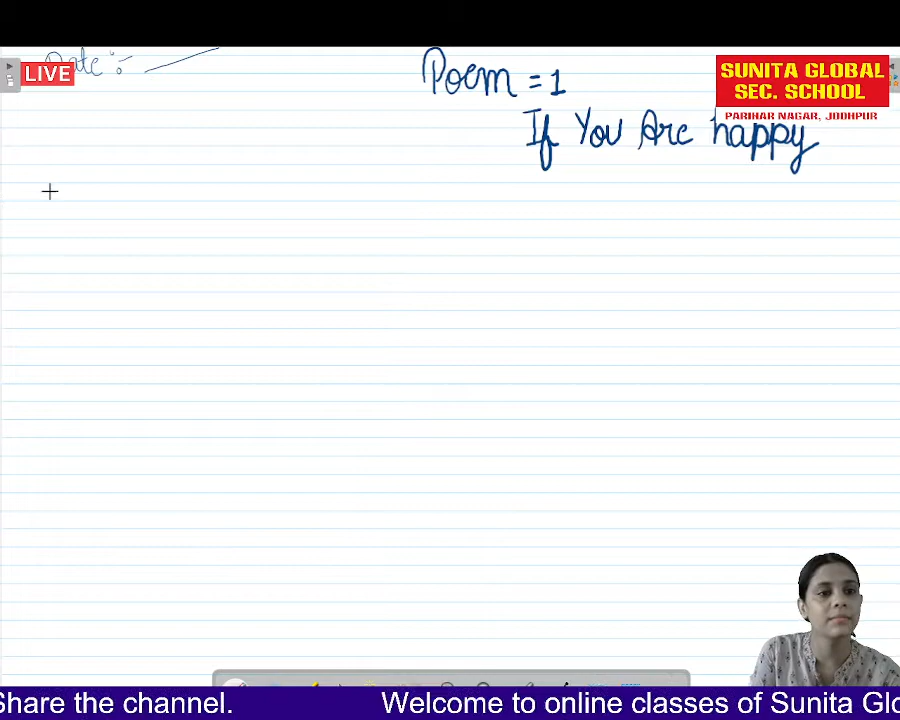 Date :-
LIVE
Poem = 1
If You Are happy
SUNITA GLOBAL
SEC. SCHOOL
PARIHAR NAGAR, JODHPUR
Share the channel. Welcome to online classes of Sunita Glo